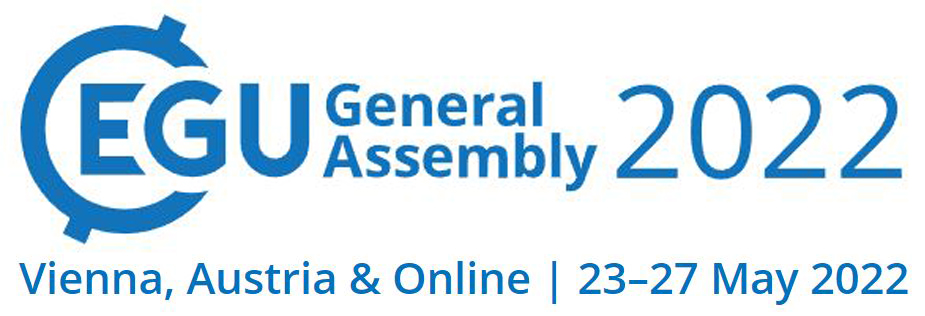 EGU General Assembly 2022
Vienna, Austria & Online | 23–27 May 2022